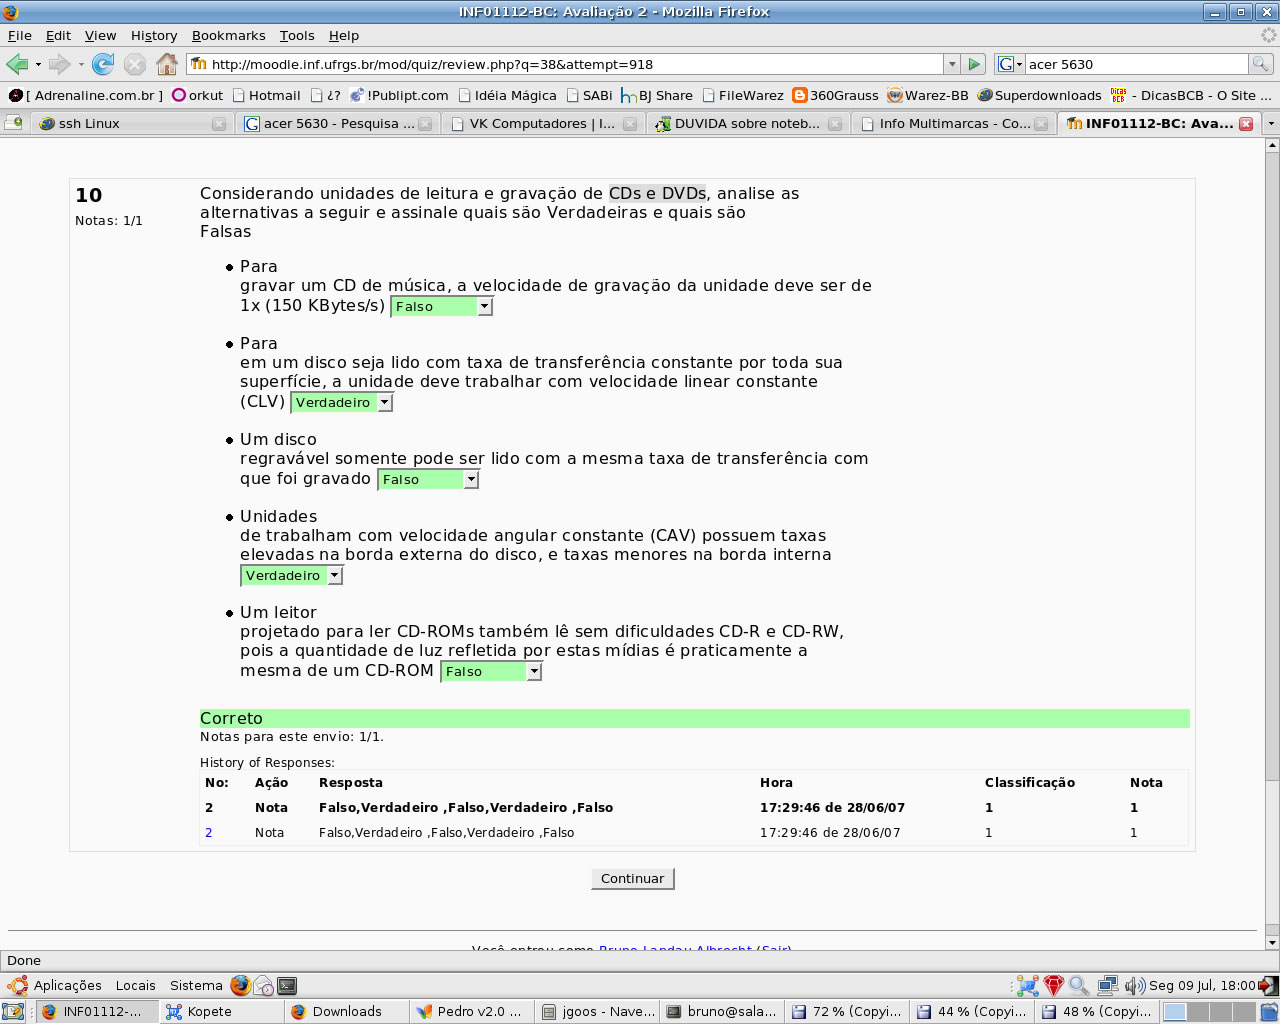 INF01112-BC: Avaliação 2 - Mozilla Firefox
File Edit View History Bookmarks Tools Help
http://moodle.inf.ufrgs.br/mod/quiz/review.php?q=38&attempt=918
G acer 5630
[ Adrenaline.com.br ] orkut Hotmail ¿? !Publipt.com Idéia Mágica SABi BJ Share FileWarez 360Grauss Warez-BB Superdownloads - DicasBCB - O Site ...
ssh Linux G acer 5630 - Pesquisa ... VK Computadores | I... DUVIDA sobre noteb... Info Multimarcas - Co... INF01112-BC: Ava...
10
Notas: 1/1
Considerando unidades de leitura e gravação de CDs e DVDs, analise as
alternativas a seguir e assinale quais são Verdadeiras e quais são
Falsas
Para
gravar um CD de música, a velocidade de gravação da unidade deve ser de
1x (150 KBytes/s) Falso
Para
em um disco seja lido com taxa de transferência constante por toda sua
superfície, a unidade deve trabalhar com velocidade linear constante
(CLV) Verdadeiro
Um disco
regravável somente pode ser lido com a mesma taxa de transferência com
que foi gravado Falso
Unidades
de trabalham com velocidade angular constante (CAV) possuem taxas
elevadas na borda externa do disco, e taxas menores na borda interna
Verdadeiro
Um leitor
projetado para ler CD-ROMs também lê sem dificuldades CD-R e CD-RW,
pois a quantidade de luz refletida por estas mídias é praticamente a
mesma de um CD-ROM Falso
Correto
Notas para este envio: 1/1.
History of Responses:
No: Ação Resposta Hora Classificação Nota
2 Nota Falso,Verdadeiro ,Falso,Verdadeiro ,Falso 17:29:46 de 28/06/07 1 1
2 Nota Falso,Verdadeiro ,Falso,Verdadeiro ,Falso 17:29:46 de 28/06/07 1 1
Continuar
Você entrou como Bruno Landau Albrecht (Sair)
Done
Aplicações Locais Sistema Seg 09 Jul, 18:00
INF01112-... Kopete Downloads Pedro v2.0 ... jgoos - Nave... bruno@sala... 72 % (Copyi... 44 % (Copyi... 48 % (Copyi...